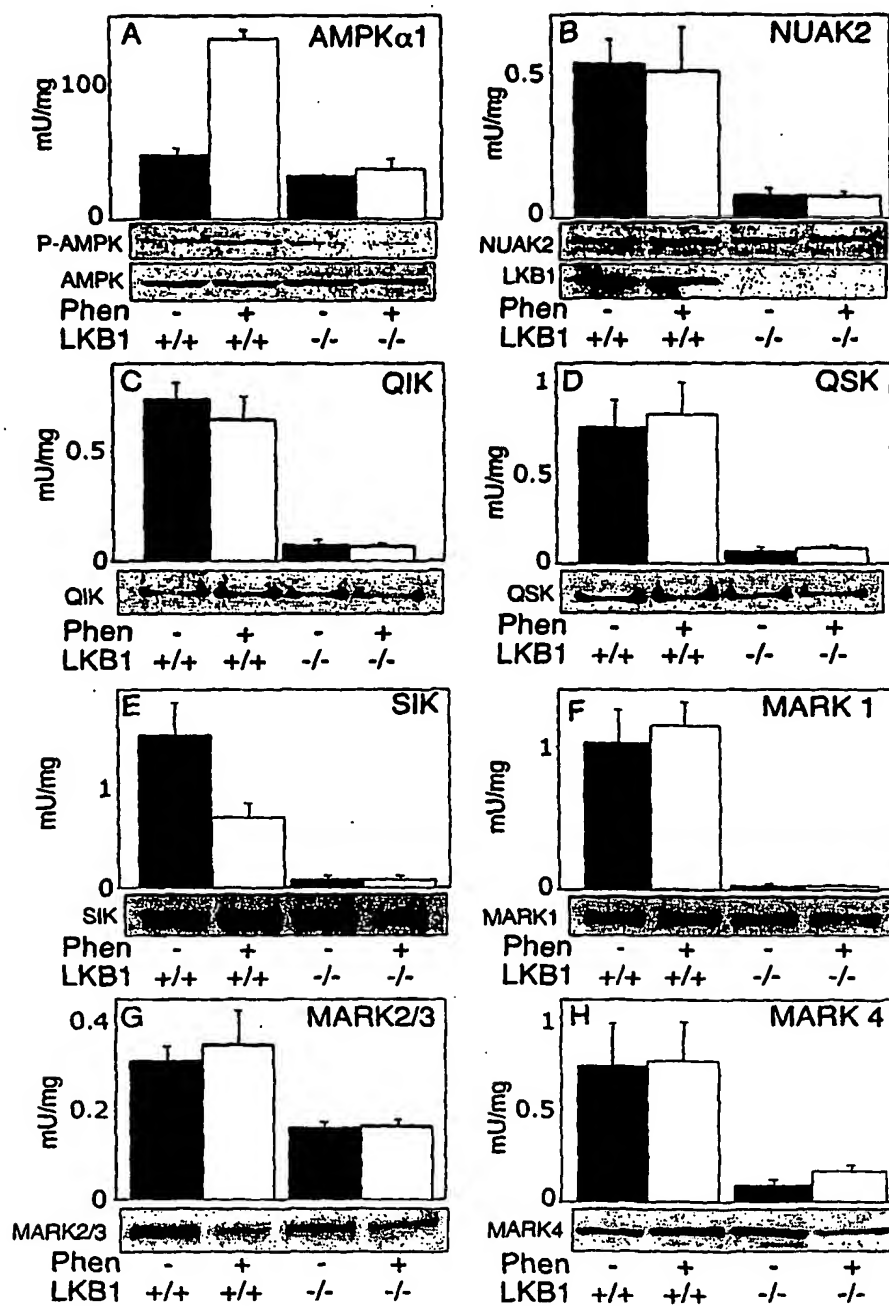 A AMPKα1
mU/mg
100
0
P-AMPK
AMPK
Phen - + - +
LKB1 +/+ +/+ -/- -/-
B NUAK2
mU/mg
0.5
0
NUAK2
LKB1
Phen - + - +
LKB1 +/+ +/+ -/- -/-
C QIK
mU/mg
0.5
0
QIK
Phen - + - +
LKB1 +/+ +/+ -/- -/-
D QSK
mU/mg
1
0.5
0
QSK
Phen - + - +
LKB1 +/+ +/+ -/- -/-
E SIK
mU/mg
1
0
SIK
Phen - + - +
LKB1 +/+ +/+ -/- -/-
F MARK 1
mU/mg
1
0
MARK1
Phen - + - +
LKB1 +/+ +/+ -/- -/-
G MARK2/3
mU/mg
0.4
0.2
0
MARK2/3
Phen - + - +
LKB1 +/+ +/+ -/- -/-
H MARK 4
mU/mg
1
0.5
0
MARK4
Phen - + - +
LKB1 +/+ +/+ -/- -/-